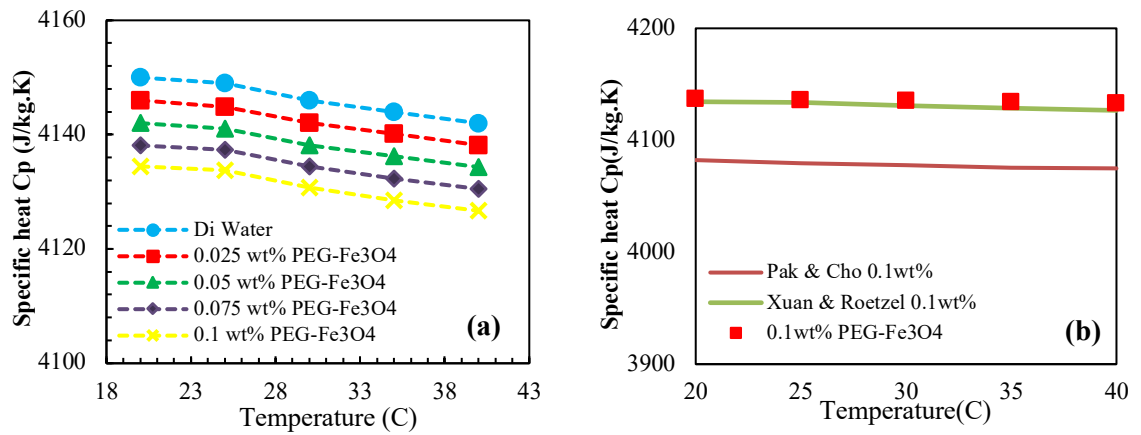 4160
4140
4120
4100
Specific heat Cp (J/kg.K)
Di Water
0.025 wt% PEG-Fe3O4
0.05 wt% PEG-Fe3O4
0.075 wt% PEG-Fe3O4
0.1 wt% PEG-Fe3O4
(a)
18 23 28 33 38 43
Temperature (C)
4200
4100
4000
3900
Specific heat Cp(J/kg.K)
Pak & Cho 0.1wt%
Xuan & Roetzel 0.1wt%
0.1wt% PEG-Fe3O4
(b)
20 25 30 35 40
Temperature(C)